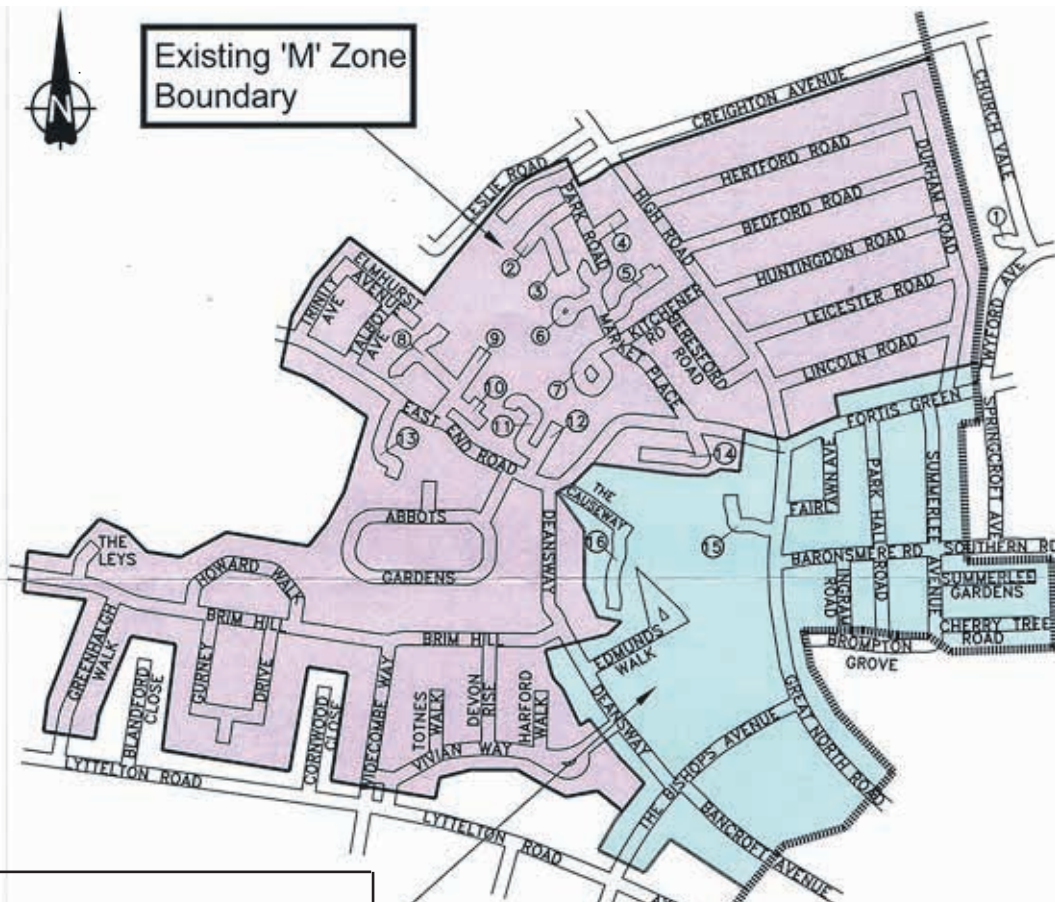 Existing 'M' Zone
Boundary
N
CREIGHTON AVENUE
CHURCH VALE
LESLIE ROAD
PARK ROAD
HIGH ROAD
HERTFORD ROAD
DURHAM ROAD
BEDFORD ROAD
HUNTINGDON ROAD
LEICESTER ROAD
LINCOLN ROAD
1
2
3
4
5
6
7
8
9
10
11
12
13
14
15
16
ELMHURST
AVENUE
TRINITY
AVE
TALBOT
AVE
KITCHENER
RD
BERESFORD
ROAD
MARKET PLACE
EAST END ROAD
FORTIS GREEN
SPRINGCROFT AVE
FAIRLAWN AVE
PARK HALL
ROAD
SUMMERLEE
AVENUE
THE
CAUSEWAY
DEANSWAY
ABBOTS
GARDENS
BARONSMERE RD
SOUTHERN RD
INGRAM
ROAD
SUMMERLEE
GARDENS
CHERRY TREE
ROAD
BROMPTON
GROVE
THE
LEYS
HOWARD WALK
BRIM HILL
BRIM HILL
GREENHALGH
WALK
BLANDFORD
CLOSE
GURNEY
DRIVE
CORNWOOD
CLOSE
WIDECOMBE WAY
TOTNES
WALK
DEVON
RISE
HARFORD
WALK
VIVIAN WAY
EDMUNDS
WALK
DEANSWAY
THE BISHOPS AVENUE
GREAT NORTH ROAD
BANCROFT AVENUE
LYTTELTON ROAD
LYTTELTON
ROAD